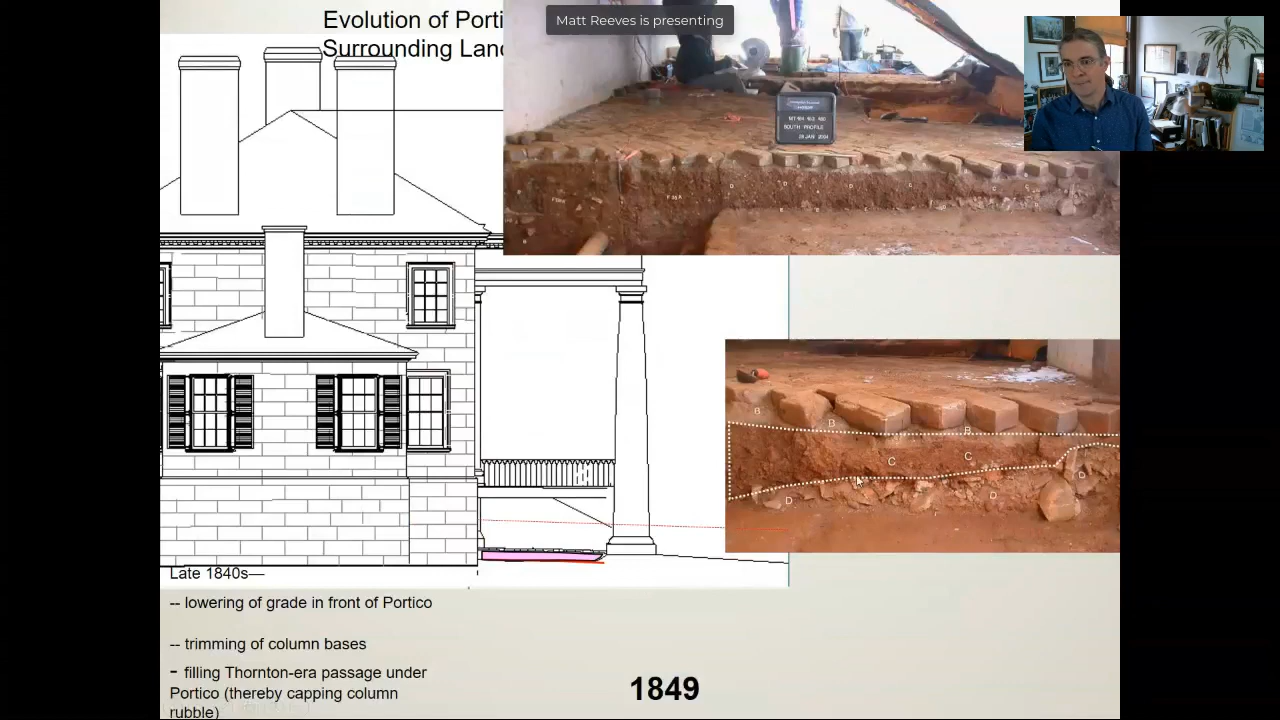 Evolution of Porti
Surrounding Lanc
Matt Reeves is presenting
SOUTH PROFILE
B
B
B
C
C
D
D
D
Late 1840s—
-- lowering of grade in front of Portico
-- trimming of column bases
- filling Thornton-era passage under
Portico (thereby capping column
rubble)
1849